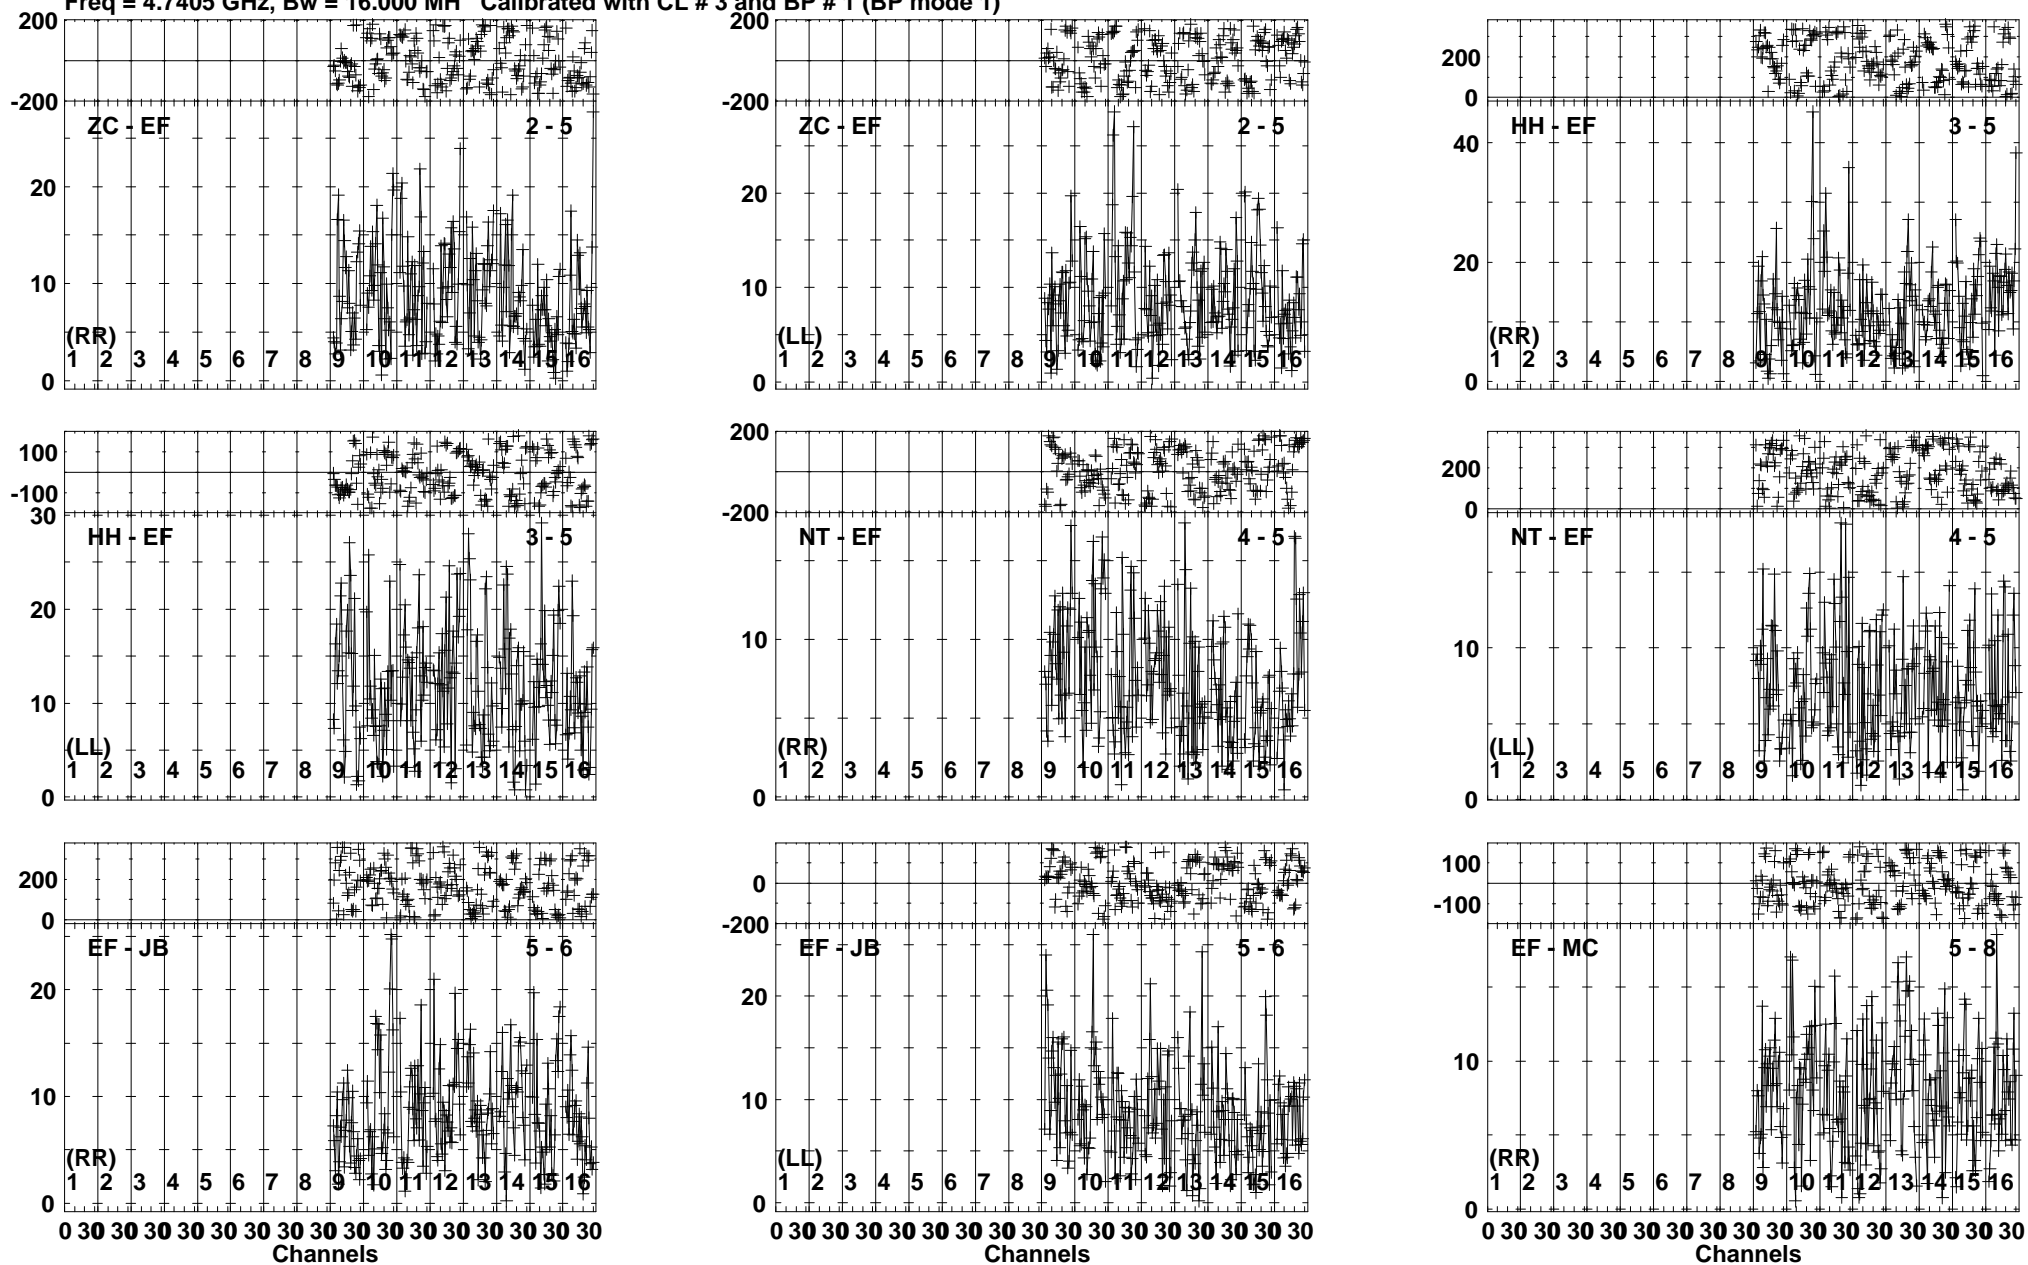 Freq = 4.7405 GHz, Bw = 16.000 MH Calibrated with CL # 3 and BP # 1 (BP mode 1)
200 200 200
-200 -200 0
ZC - EF 2 - 5 ZC - EF 2 - 5 HH - EF 3 - 5
40
20 20 20
10 10
(RR) (LL) (RR)
1 2 3 4 5 6 7 8 9 10 11 12 13 14 15 16 1 2 3 4 5 6 7 8 9 10 11 12 13 14 15 16 1 2 3 4 5 6 7 8 9 10 11 12 13 14 15 16
0 0 0
100 200 200
-100 -200 0
30
HH - EF 3 - 5 NT - EF 4 - 5 NT - EF 4 - 5
20
10 10 10
(LL) (RR) (LL)
1 2 3 4 5 6 7 8 9 10 11 12 13 14 15 16 1 2 3 4 5 6 7 8 9 10 11 12 13 14 15 16 1 2 3 4 5 6 7 8 9 10 11 12 13 14 15 16
0 0 0
200 0 100
0 -200 -100
EF - JB 5 - 6 EF - JB 5 - 6 EF - MC 5 - 8
20 20
10 10 10
(RR) (LL) (RR)
1 2 3 4 5 6 7 8 9 10 11 12 13 14 15 16 1 2 3 4 5 6 7 8 9 10 11 12 13 14 15 16 1 2 3 4 5 6 7 8 9 10 11 12 13 14 15 16
0 0 0
0 30 30 30 30 30 30 30 30 30 30 30 30 30 30 30 30 0 30 30 30 30 30 30 30 30 30 30 30 30 30 30 30 30 0 30 30 30 30 30 30 30 30 30 30 30 30 30 30 30 30
Channels Channels Channels